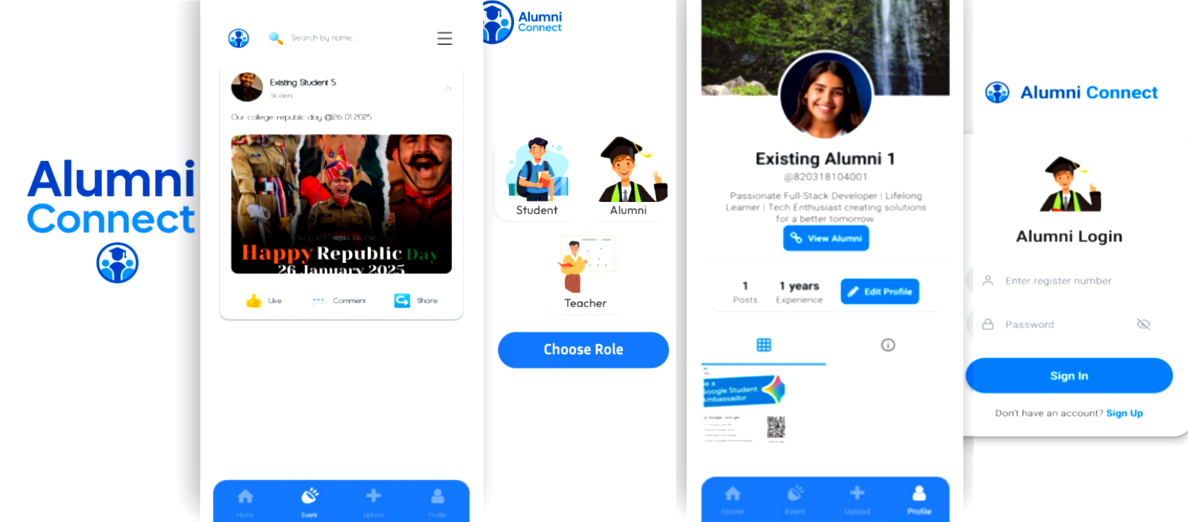 Alumni
Connect
Search by name...
Existing Student 5
Student
Our college republic day @26.01.2025
Happy Republic Day
26 January 2025
Like
Comment
Share
Home
Event
Upload
Profile
Alumni
Connect
Student
Alumni
Teacher
Choose Role
Existing Alumni 1
@820318104001
Passionate Full-Stack Developer | Lifelong
Learner | Tech Enthusiast creating solutions
for a better tomorrow
View Alumni
1
Posts
1 years
Experience
Edit Profile
Google Student
Ambassador
Home
Event
Upload
Profile
Alumni Connect
Alumni Login
Enter register number
Password
Sign In
Don't have an account? Sign Up